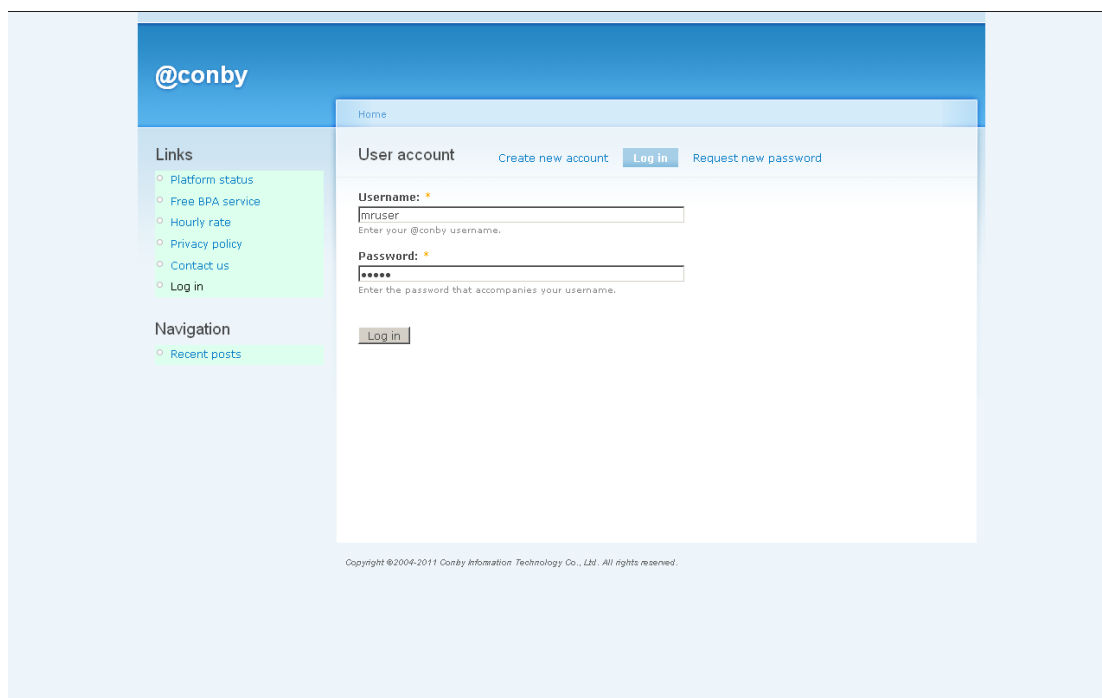 @conby
Home
Links
Platform status
Free BPA service
Hourly rate
Privacy policy
Contact us
Log in
Navigation
Recent posts
User account
Create new account Log in Request new password
Username: *
mruser
Enter your @conby username.
Password: *
•••••
Enter the password that accompanies your username.
Log in
Copyright ©2004-2011 Conby Information Technology Co., Ltd. All rights reserved.